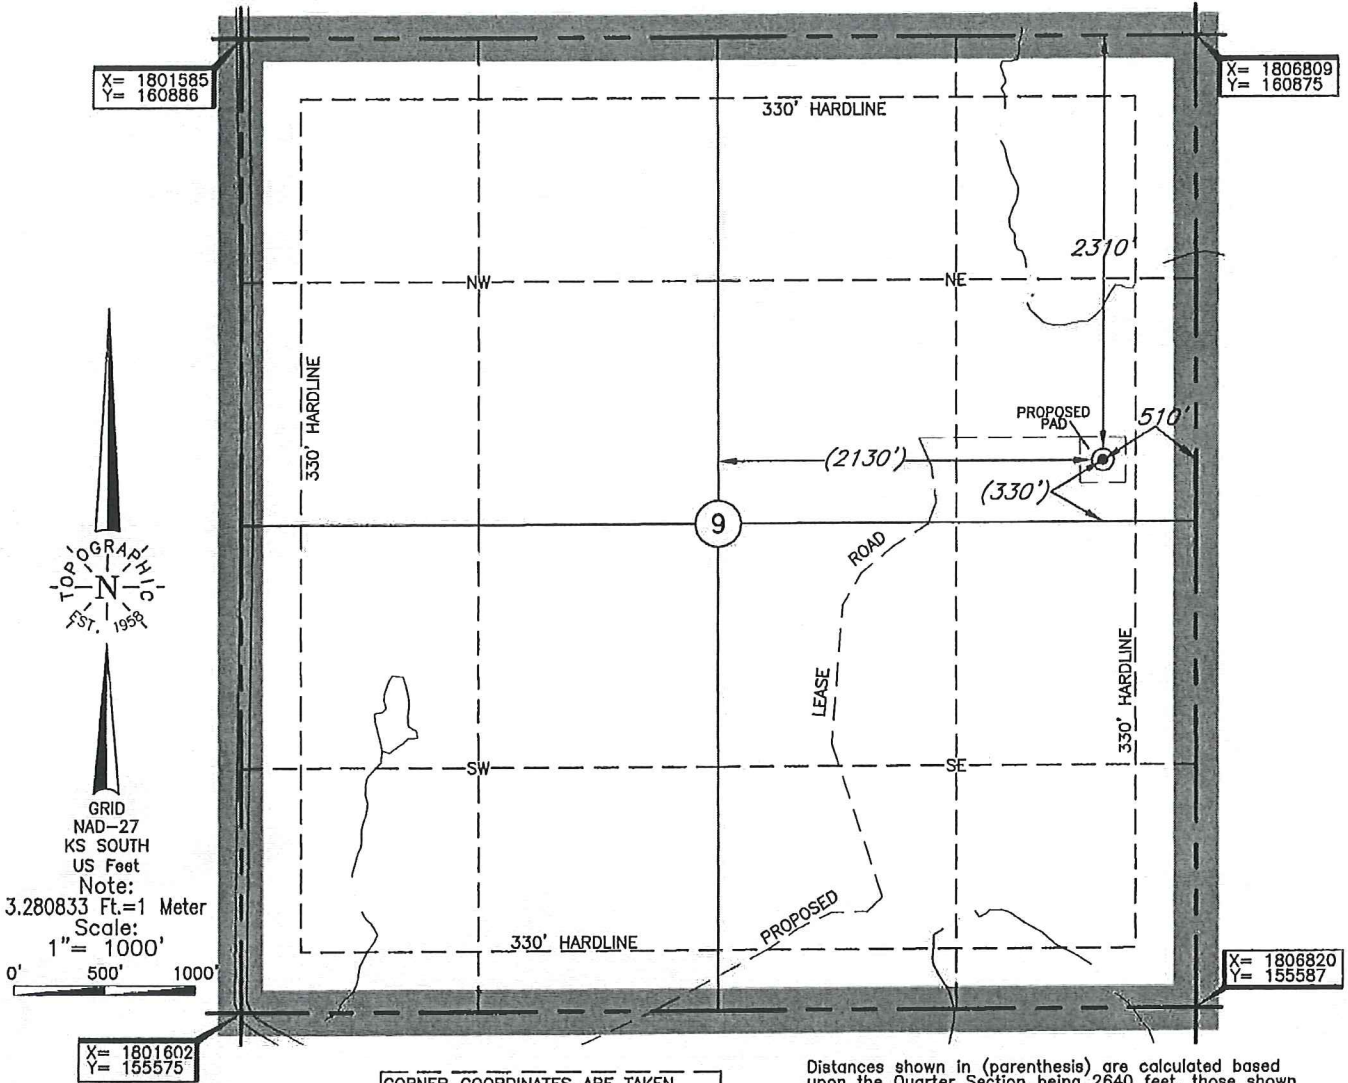 X= 1801585
Y= 160886
X= 1806809
Y= 160875
330' HARDLINE
2310'
NW
NE
330' HARDLINE
PROPOSED
PAD
510'
(2130')
(330')
9
ROAD
TOPOGRAPHIC
N
EST. 1958
LEASE
330' HARDLINE
SW
SE
GRID
NAD-27
KS SOUTH
US Feet
Note:
3.280833 Ft.=1 Meter
Scale:
1"= 1000'
0' 500' 1000'
PROPOSED
330' HARDLINE
X= 1806820
Y= 155587
X= 1801602
Y= 155575
CORNER COORDINATES ARE TAKEN
Distances shown in (parenthesis) are calculated based
upon the Quarter Section being 2640 feet, those shown